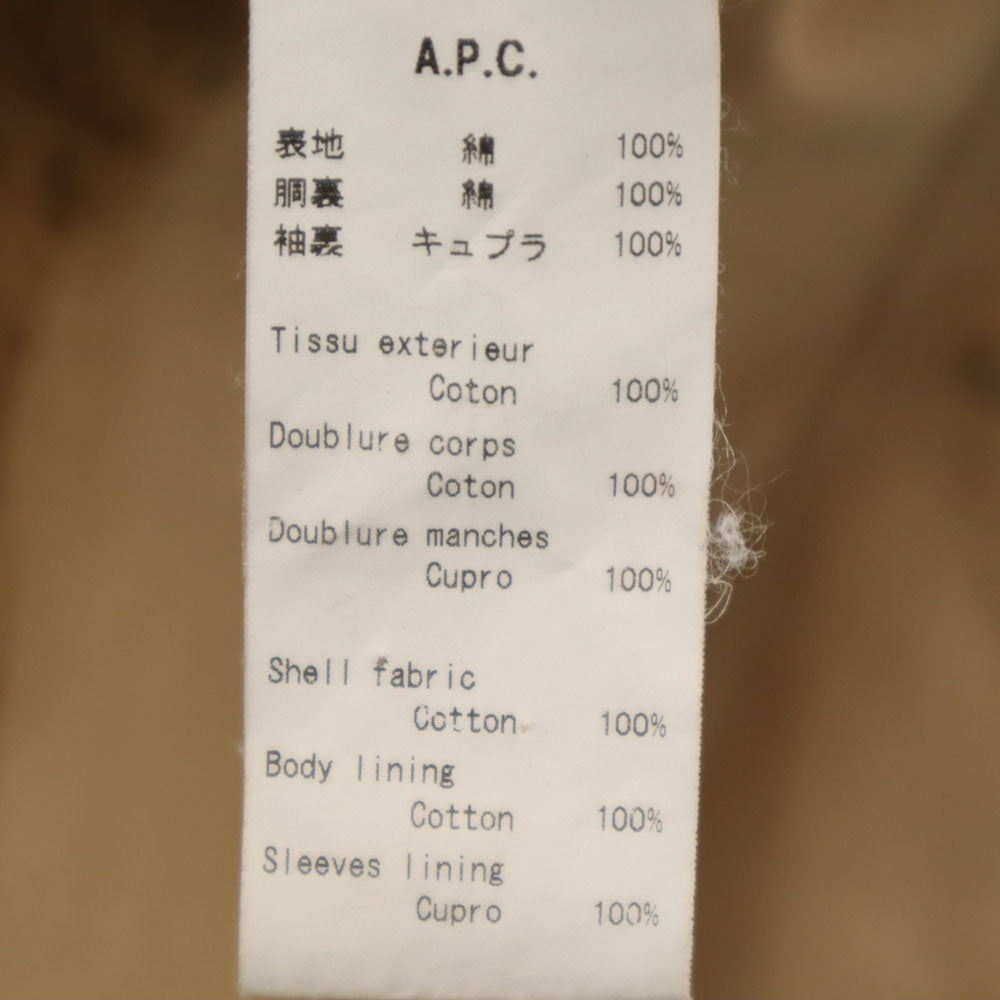 A.P.C.
表地 綿 100%
胴裏 綿 100%
袖裏 キュプラ 100%
Tissu exterieur
Coton 100%
Doublure corps
Coton 100%
Doublure manches
Cupro 100%
Shell fabric
Cotton 100%
Body lining
Cotton 100%
Sleeves lining
Cupro 100%